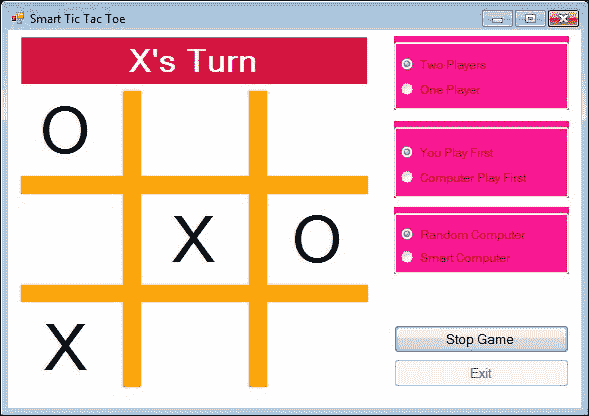 Smart Tic Tac Toe
X's Turn
O
X O
X
Two Players
One Player
You Play First
Computer Play First
Random Computer
Smart Computer
Stop Game
Exit